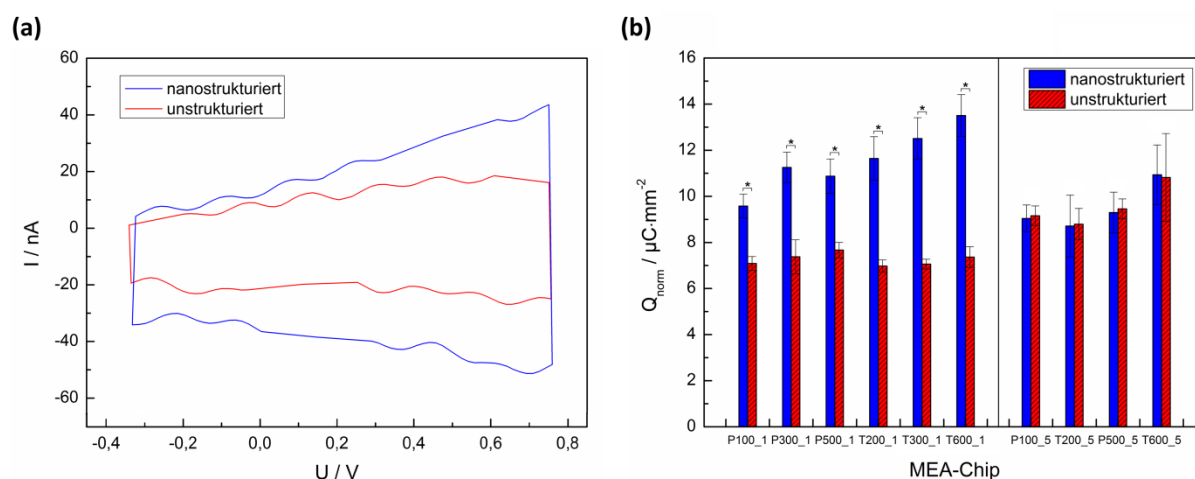 (a)
60
40
20
0
-20
-40
-60
I / nA
nanostrukturiert
unstrukturiert
-0,4
-0,2
0,0
0,2
0,4
0,6
0,8
U / V
(b)
16
14
12
10
8
6
4
2
0
Qnorm / µC·mm-2
nanostrukturiert
unstrukturiert
*
*
*
*
*
*
P100_1
P300_1
P500_1
T200_1
T300_1
T600_1
P100_5
T200_5
P500_5
T600_5
MEA-Chip